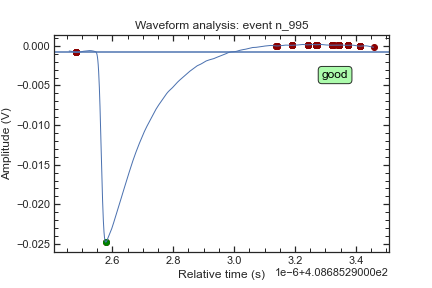 Waveform analysis: event n_995
0.000
−0.005
−0.010
−0.015
−0.020
−0.025
Amplitude (V)
good
2.6
2.8
3.0
3.2
3.4
Relative time (s)
1e−6+4.0868529000e2